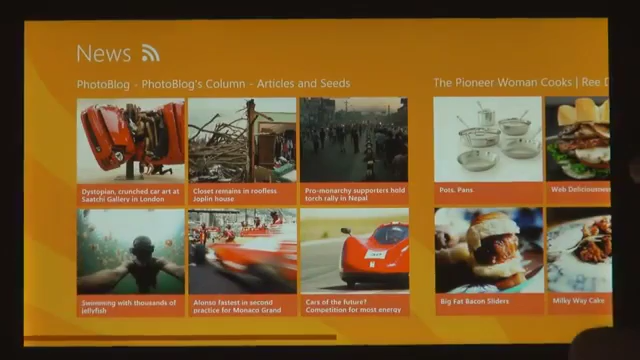 News
PhotoBlog - PhotoBlog's Column - Articles and Seeds
The Pioneer Woman Cooks | Ree D
Dystopian, crunched car art at
Saatchi Gallery in London
Closet remains in roofless
Joplin house
Pro-monarchy supporters hold
torch rally in Nepal
Pots, Pans
Web Deliciousness
Swimming with thousands of
jellyfish
Alonso fastest in second
practice for Monaco Grand
Cars of the future?
Competition for most energy
Big Fat Bacon Sliders
Milky Way Cake